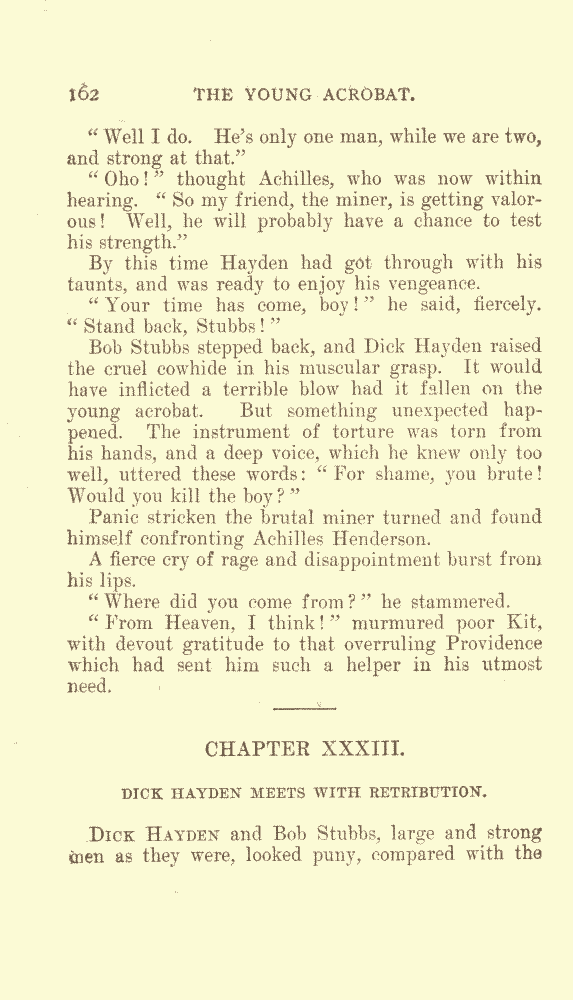 162 THE YOUNG ACROBAT.
“ Well I do. He’s only one man, while we are two,
and strong at that.”
“ Oho! ” thought Achilles, who was now within
hearing. “ So my friend, the miner, is getting valor-
ous! Well, he will probably have a chance to test
his strength.”
By this time Hayden had got through with his
taunts, and was ready to enjoy his vengeance.
“ Your time has come, boy! ” he said, fiercely.
“ Stand back, Stubbs! ”
Bob Stubbs stepped back, and Dick Hayden raised
the cruel cowhide in his muscular grasp. It would
have inflicted a terrible blow had it fallen on the
young acrobat. But something unexpected hap-
pened. The instrument of torture was torn from
his hands, and a deep voice, which he knew only too
well, uttered these words: “ For shame, you brute!
Would you kill the boy? ”
Panic stricken the brutal miner turned and found
himself confronting Achilles Henderson.
A fierce cry of rage and disappointment burst from
his lips.
“ Where did you come from? ” he stammered.
“ From Heaven, I think! ” murmured poor Kit,
with devout gratitude to that overruling Providence
which had sent him such a helper in his utmost
need.
CHAPTER XXXIII.
DICK HAYDEN MEETS WITH RETRIBUTION.
DICK HAYDEN and Bob Stubbs, large and strong
men as they were, looked puny, compared with the